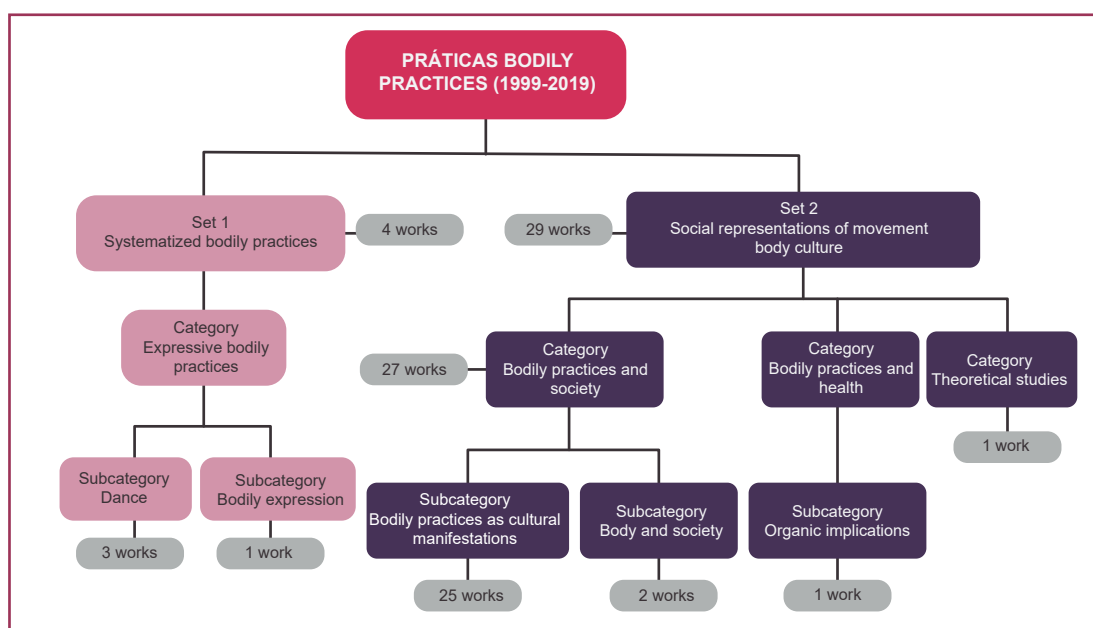 PRÁTICAS BODILY
PRACTICES (1999-2019)
Set 1
Systematized bodily practices
4 works
29 works
Set 2
Social representations of movement
body culture
Category
Expressive bodily
practices
27 works
Category
Bodily practices and
society
Category
Bodily practices and
health
Category
Theoretical studies
1 work
Subcategory
Dance
Subcategory
Bodily expression
Subcategory
Bodily practices as cultural
manifestations
Subcategory
Body and society
Subcategory
Organic implications
3 works
1 work
25 works
2 works
1 work